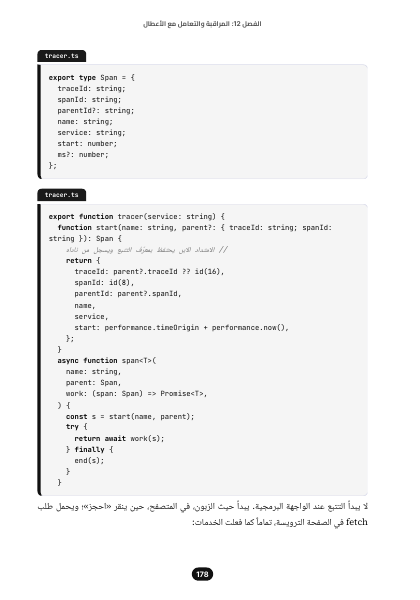 الفصل 12: المراقبة والتعامل مع الأعطال
tracer.ts
export type Span = {
  traceId: string;
  spanId: string;
  parentId?: string;
  name: string;
  service: string;
  start: number;
  ms?: number;
};
tracer.ts
export function tracer(service: string) {
  function start(name: string, parent?: { traceId: string; spanId:
string }): Span {
    // الامتداد الابن يحتفظ بمعرّف التتبع ويسجل من ناداه
    return {
      traceId: parent?.traceId ?? id(16),
      spanId: id(8),
      parentId: parent?.spanId,
      name,
      service,
      start: performance.timeOrigin + performance.now(),
    };
  }
  async function span<T>(
    name: string,
    parent: Span,
    work: (span: Span) => Promise<T>,
  ) {
    const s = start(name, parent);
    try {
      return await work(s);
    } finally {
      end(s);
    }
  }
لا يبدأ التتبع عند الواجهة البرمجية. يبدأ حيث الزبون، في المتصفح، حين ينقر «احجز»؛ ويحمل طلب
fetch في الصفحة الترويسة، تماماً كما فعلت الخدمات:
178